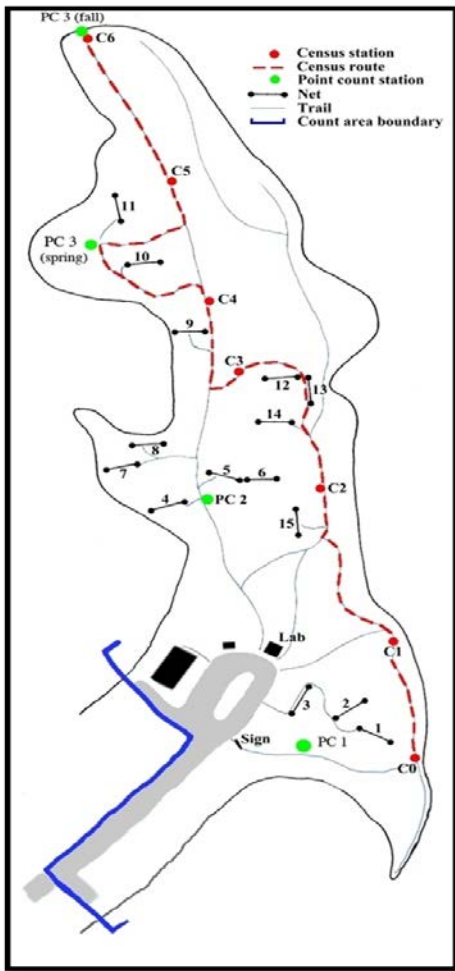 PC 3 (fall)
C6
Census station
Census route
Point count station
Net
Trail
Count area boundary
C5
11
PC 3
(spring)
10
C4
9
C3
12
13
14
8
7
5
6
C2
4
PC 2
15
Lab
C1
3
2
1
Sign
PC 1
C0